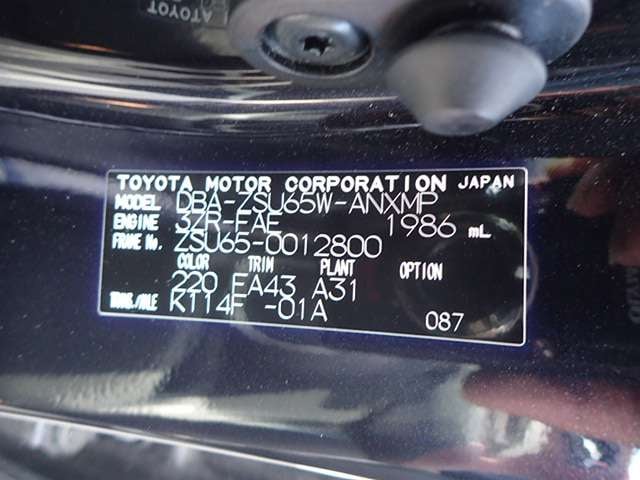 ATOYOT
TOYOTA MOTOR CORPORATION JAPAN
MODEL DBA-ZSU65W-ANXMP
ENGINE 3ZR-FAE 1986 mL
FRAME No. ZSU65-0012800
COLOR TRIM PLANT OPTION
220 EA43 A31
TRANS./AXLE K114F -01A 087